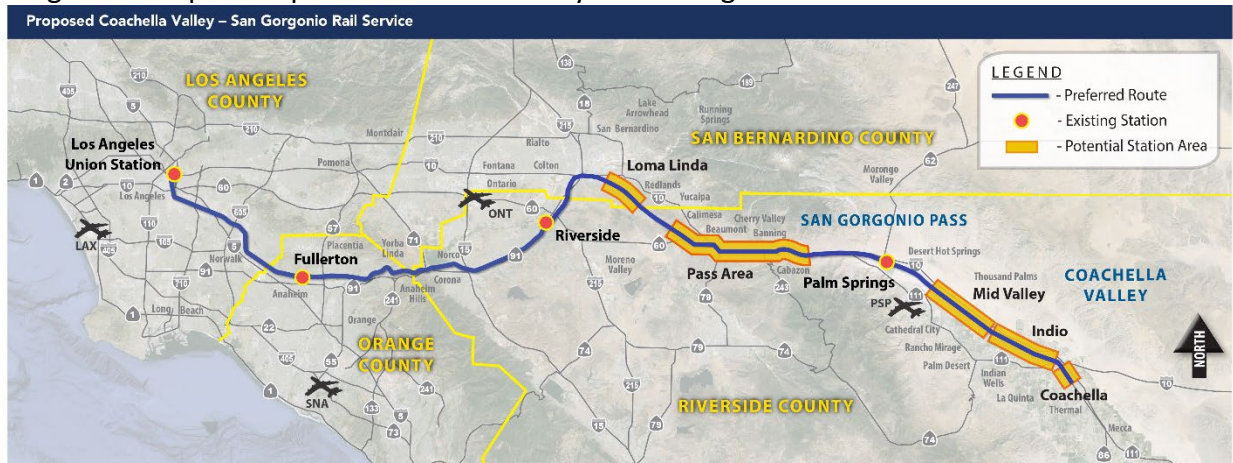 Proposed Coachella Valley – San Gorgonio Rail Service
LEGEND
- Preferred Route
- Existing Station
- Potential Station Area
LOS ANGELES
COUNTY
Los Angeles
Union Station
Los Angeles
LAX
Norwalk
Long Beach
Montclair
Pomona
Fullerton
Placentia
Yorba
Linda
Anaheim
Anaheim
Hills
Orange
ORANGE
COUNTY
SNA
Ontario
ONT
Fontana
Rialto
Colton
San Bernardino
Norco
Corona
Riverside
Moreno
Valley
Lake
Arrowhead
Running
Springs
SAN BERNARDINO COUNTY
Loma Linda
Redlands
Yucaipa
Calimesa
Beaumont
Cherry Valley
Banning
Pass Area
Cabazon
SAN GORGONIO PASS
Morongo
Valley
Desert Hot Springs
Palm Springs
PSP
Cathedral City
Rancho Mirage
Palm Desert
Thousand Palms
Mid Valley
COACHELLA
VALLEY
Indio
Indian
Wells
La Quinta
Coachella
Thermal
Mecca
RIVERSIDE COUNTY
NORTH